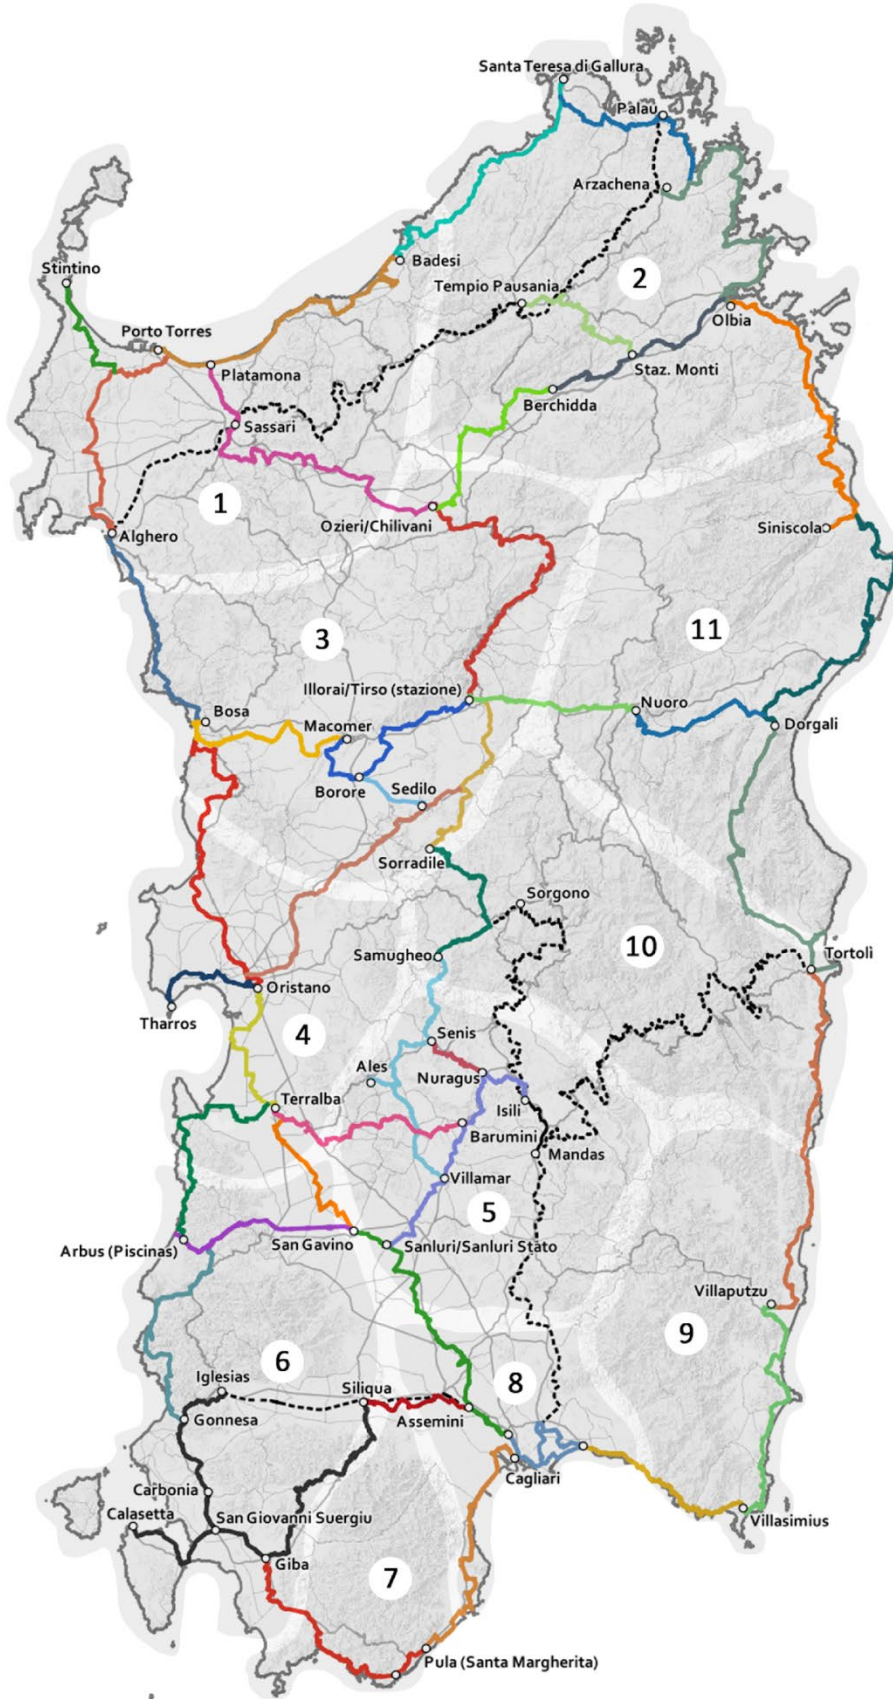 Santa Teresa di Gallura
Palau
Arzachena
Badesi
2
Stintino
Tempio Pausania
Olbia
Porto Torres
Platamona
Staz. Monti
Berchidda
Sassari
1
Ozieri/Chilivani
Siniscola
Alghero
3
11
Illorai/Tirso (stazione)
Nuoro
Bosa
Macomer
Dorgali
Borore
Sedilo
Sorradile
Sorgono
10
Samugheo
Tortolì
Oristano
Tharros
4
Senis
Ales
Nuragus
Terralba
Isili
Barumini
Mandas
Villamar
5
Arbus (Piscinas)
San Gavino
Sanluri/Sanluri Stato
Villaputzu
9
6
8
Iglesias
Siliqua
Gonnesa
Assemini
Cagliari
Carbonia
Calasetta
San Giovanni Suergiu
Villasimius
Giba
7
Pula (Santa Margherita)